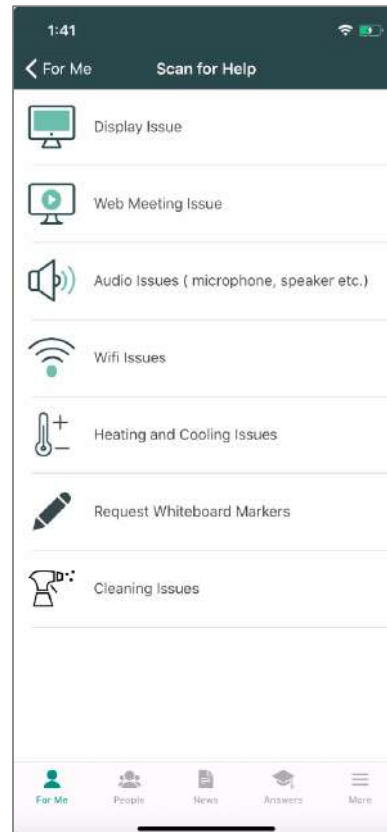 1:41
For Me
Scan for Help
Display Issue
Web Meeting Issue
Audio Issues ( microphone, speaker etc.)
Wifi Issues
Heating and Cooling Issues
Request Whiteboard Markers
Cleaning Issues
For Me
People
News
Answers
More